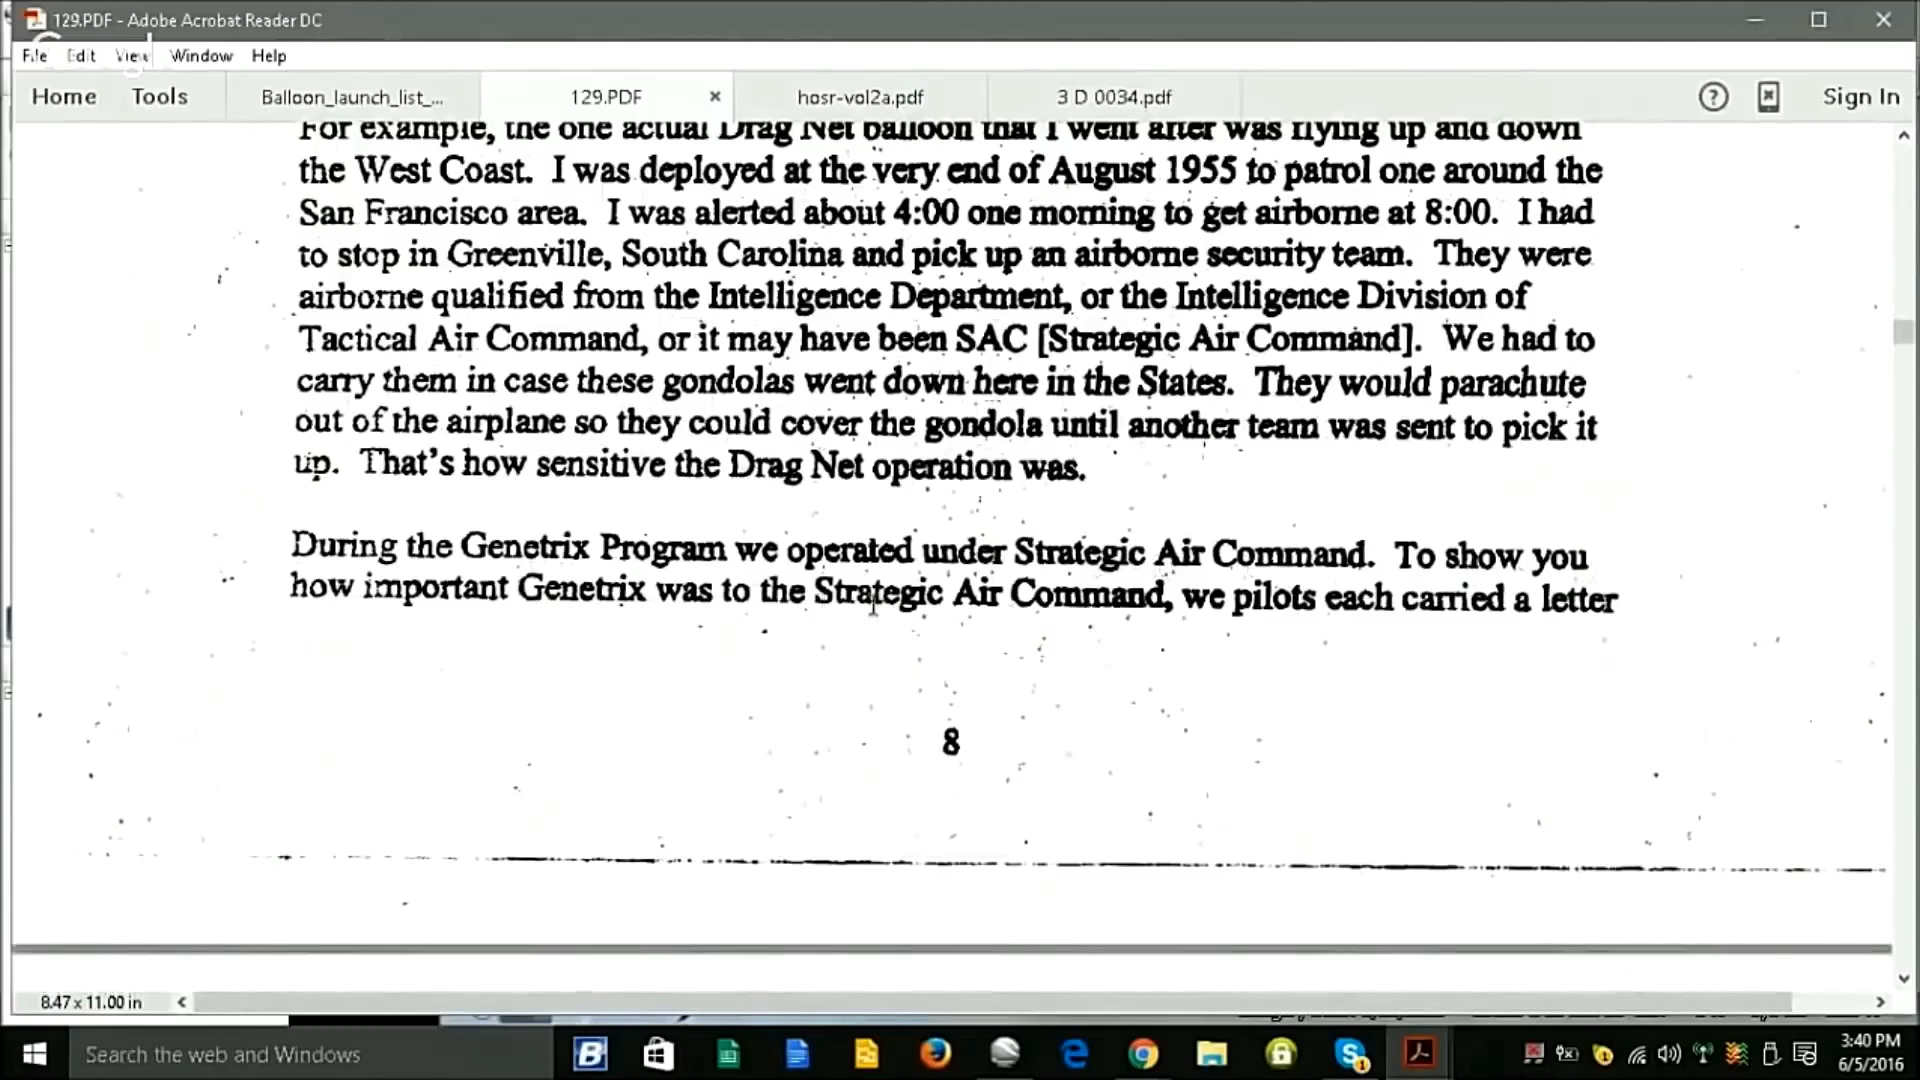 129.PDF - Adobe Acrobat Reader DC
File Edit View Window Help
Home Tools Balloon_launch_list_... 129.PDF × hosr-vol2a.pdf 3 D 0034.pdf ? Sign In
For example, the one actual Drag Net balloon that I went after was flying up and down
the West Coast. I was deployed at the very end of August 1955 to patrol one around the
San Francisco area. I was alerted about 4:00 one morning to get airborne at 8:00. I had
to stop in Greenville, South Carolina and pick up an airborne security team. They were
airborne qualified from the Intelligence Department, or the Intelligence Division of
Tactical Air Command, or it may have been SAC [Strategic Air Command]. We had to
carry them in case these gondolas went down here in the States. They would parachute
out of the airplane so they could cover the gondola until another team was sent to pick it
up. That's how sensitive the Drag Net operation was.
During the Genetrix Program we operated under Strategic Air Command. To show you
how important Genetrix was to the Strategic Air Command, we pilots each carried a letter
8
8.47 x 11.00 in
Search the web and Windows
3:40 PM
6/5/2016